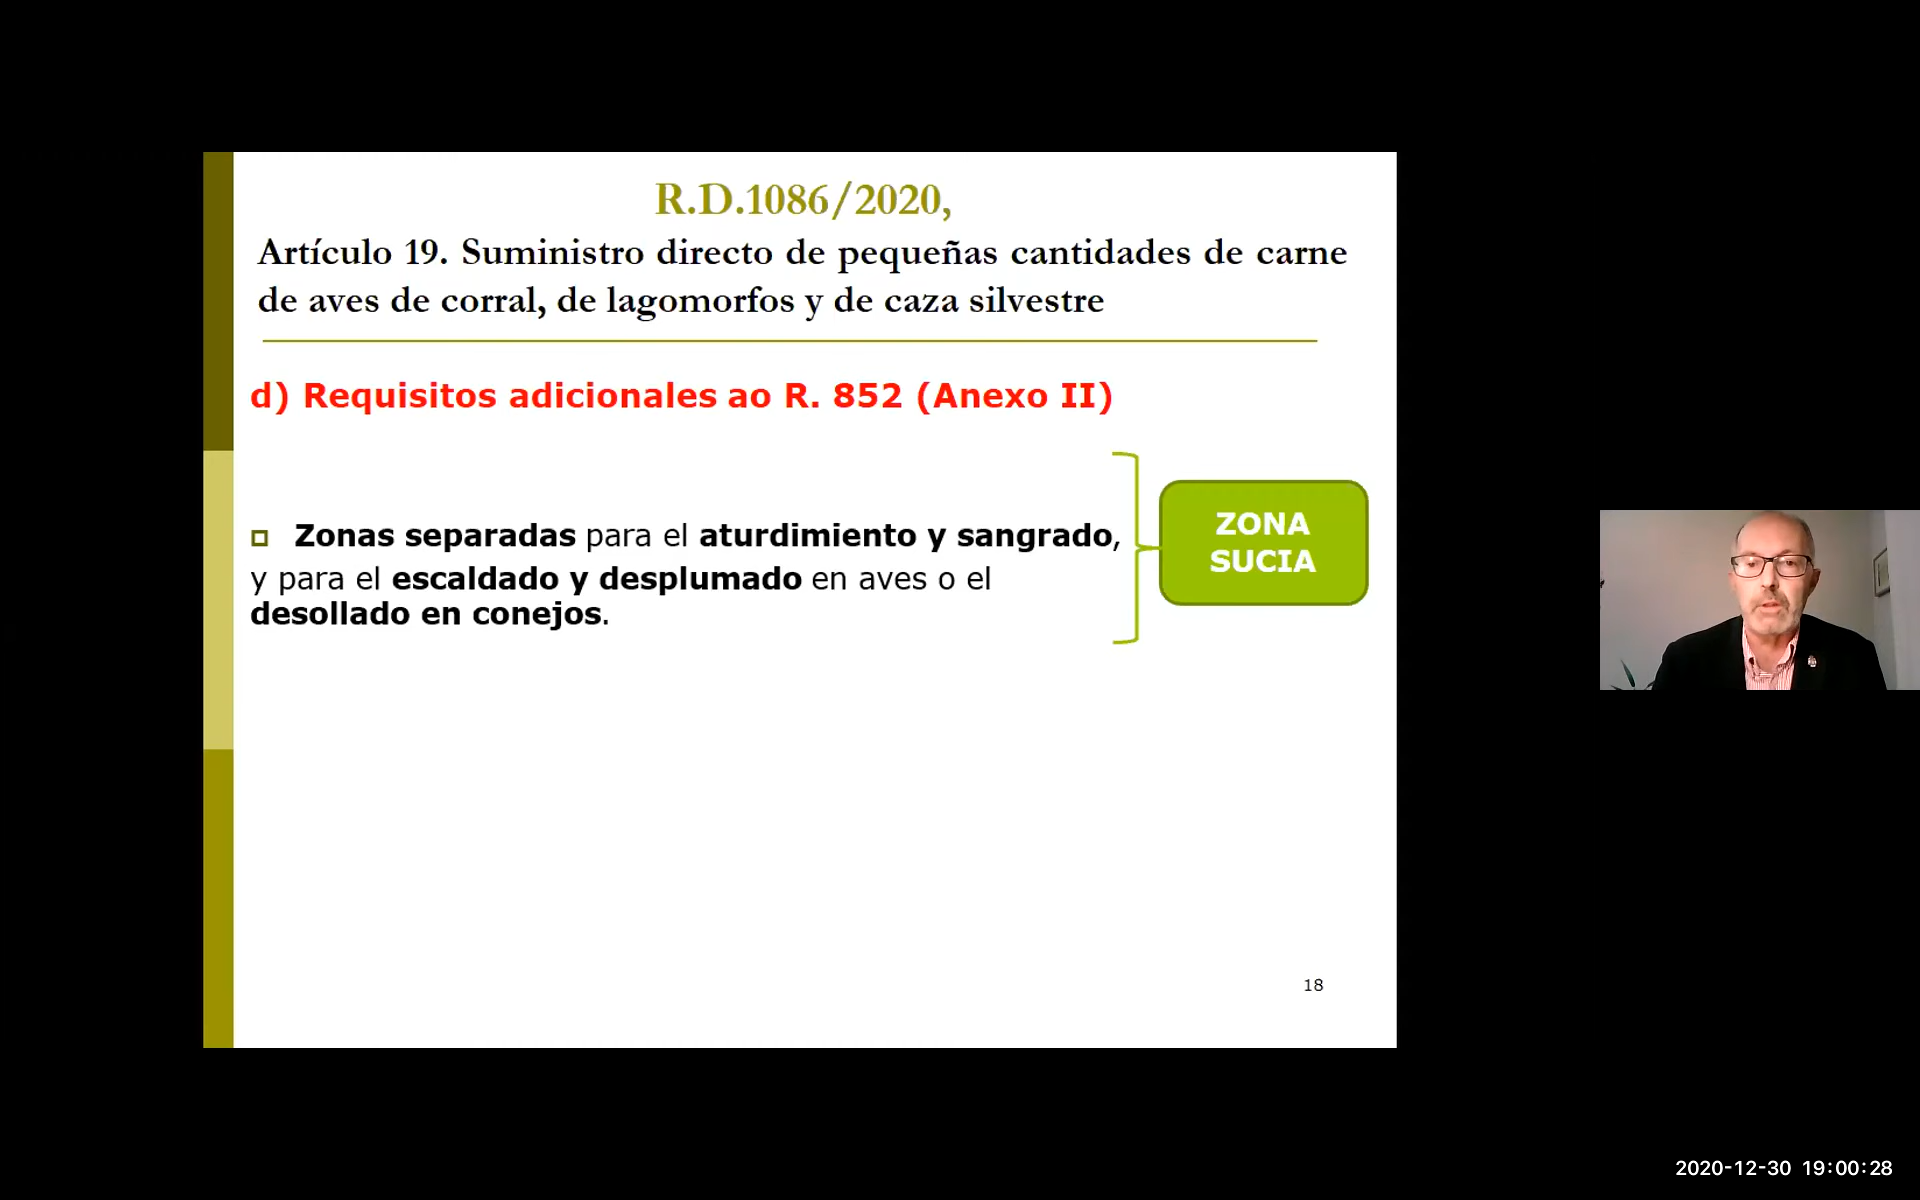 R.D.1086/2020,
Artículo 19. Suministro directo de pequeñas cantidades de carne
de aves de corral, de lagomorfos y de caza silvestre
d) Requisitos adicionales ao R. 852 (Anexo II)
Zonas separadas para el aturdimiento y sangrado,
y para el escaldado y desplumado en aves o el
desollado en conejos.
ZONA
SUCIA
18
2020-12-30 19:00:28